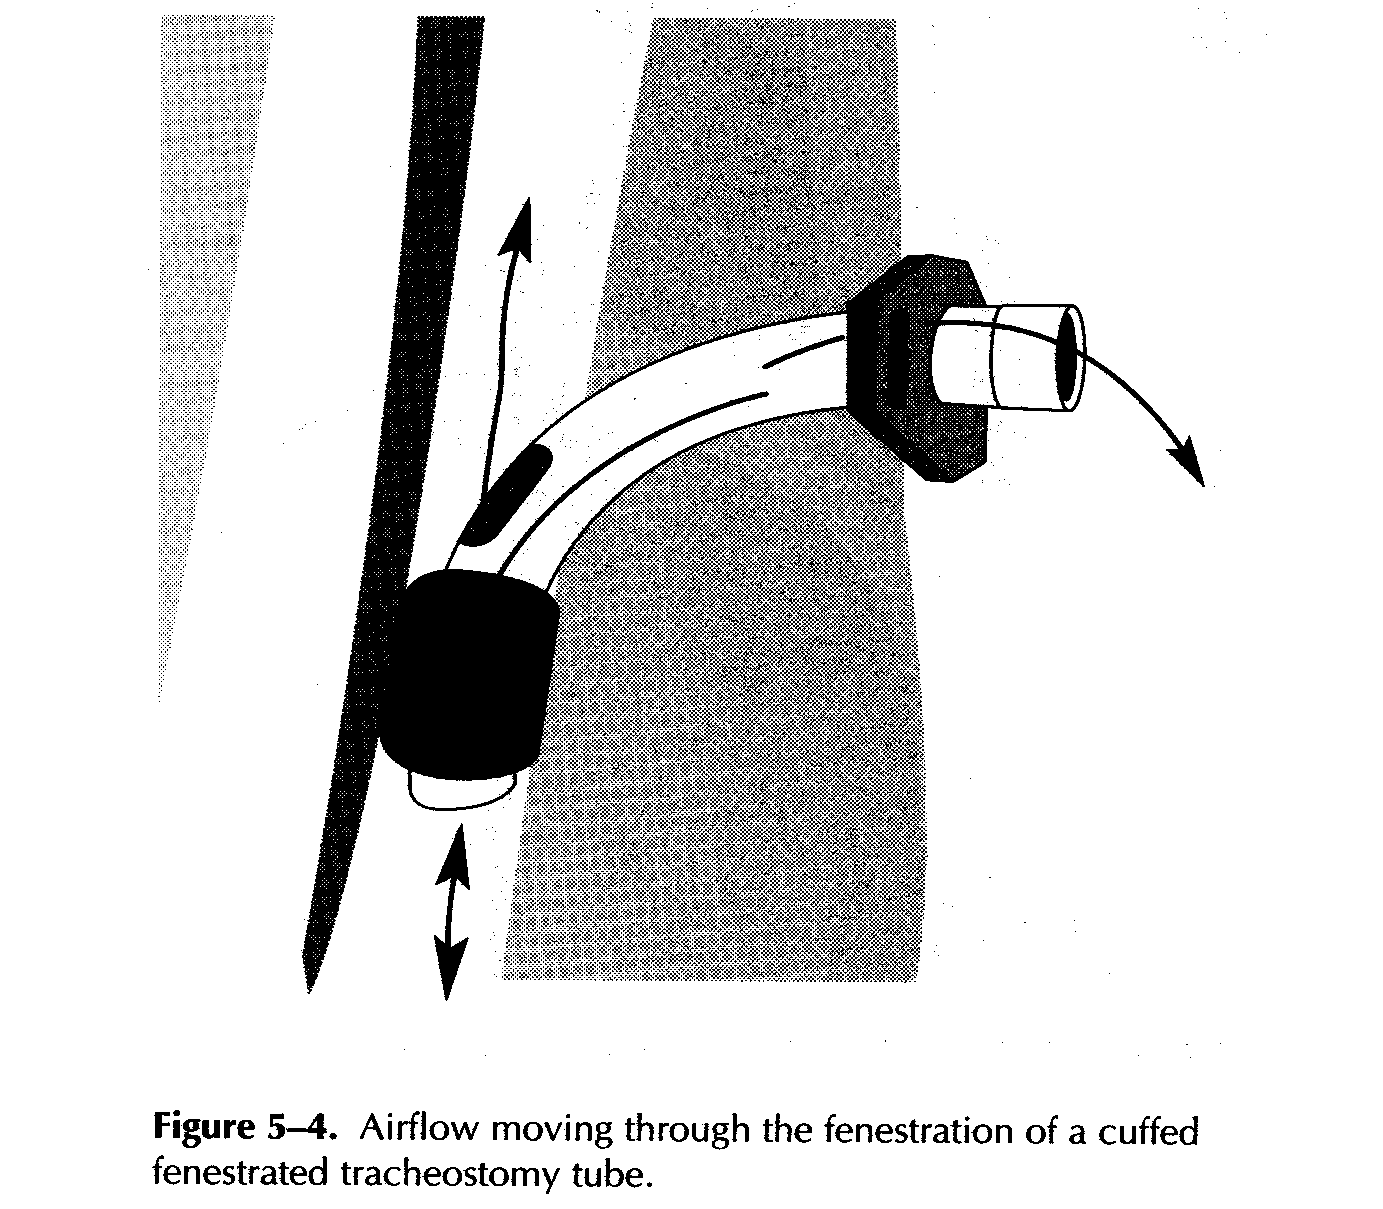 Figure 5–4. Airflow moving through the fenestration of a cuffed
fenestrated tracheostomy tube.